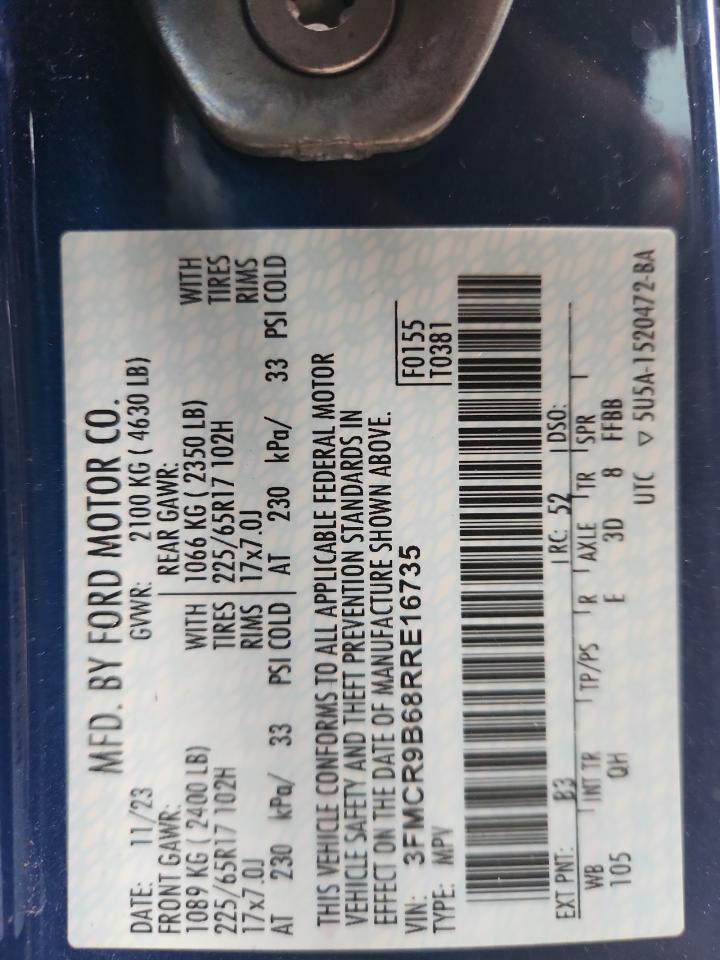 MFD. BY FORD MOTOR CO.
DATE: 11/23 GVWR: 2100 KG ( 4630 LB)
FRONT GAWR: REAR GAWR:
1089 KG ( 2400 LB) WITH 1066 KG ( 2350 LB) WITH
225/65R17 102H TIRES 225/65R17 102H TIRES
17x7.0J RIMS 17x7.0J RIMS
AT 230 kPa/ 33 PSI COLD AT 230 kPa/ 33 PSI COLD
THIS VEHICLE CONFORMS TO ALL APPLICABLE FEDERAL MOTOR
VEHICLE SAFETY AND THEFT PREVENTION STANDARDS IN
EFFECT ON THE DATE OF MANUFACTURE SHOWN ABOVE.
VIN: 3FMCR9B68RRE16735 F0155
TYPE: MPV T0381
EXT PNT: B3 RC: 52 DSO:
WB INT TR TP/PS R AXLE TR SPR
105 QH E 3D 8 FFBB
UTC ▽ 5U5A-1520472-BA